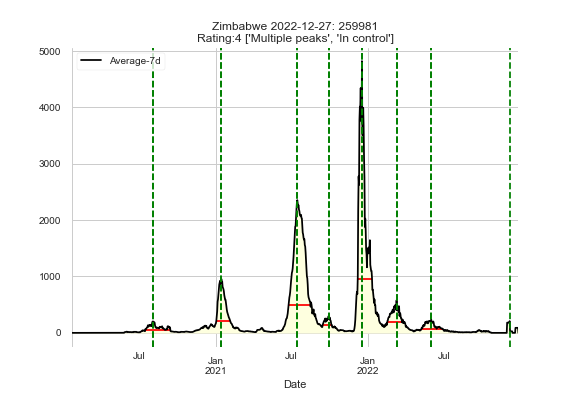 Zimbabwe 2022-12-27: 259981
Rating:4 ['Multiple peaks', 'In control']
5000
Average-7d
4000
3000
2000
1000
0
Jul
Jan
2021
Jul
Jan
2022
Jul
Date